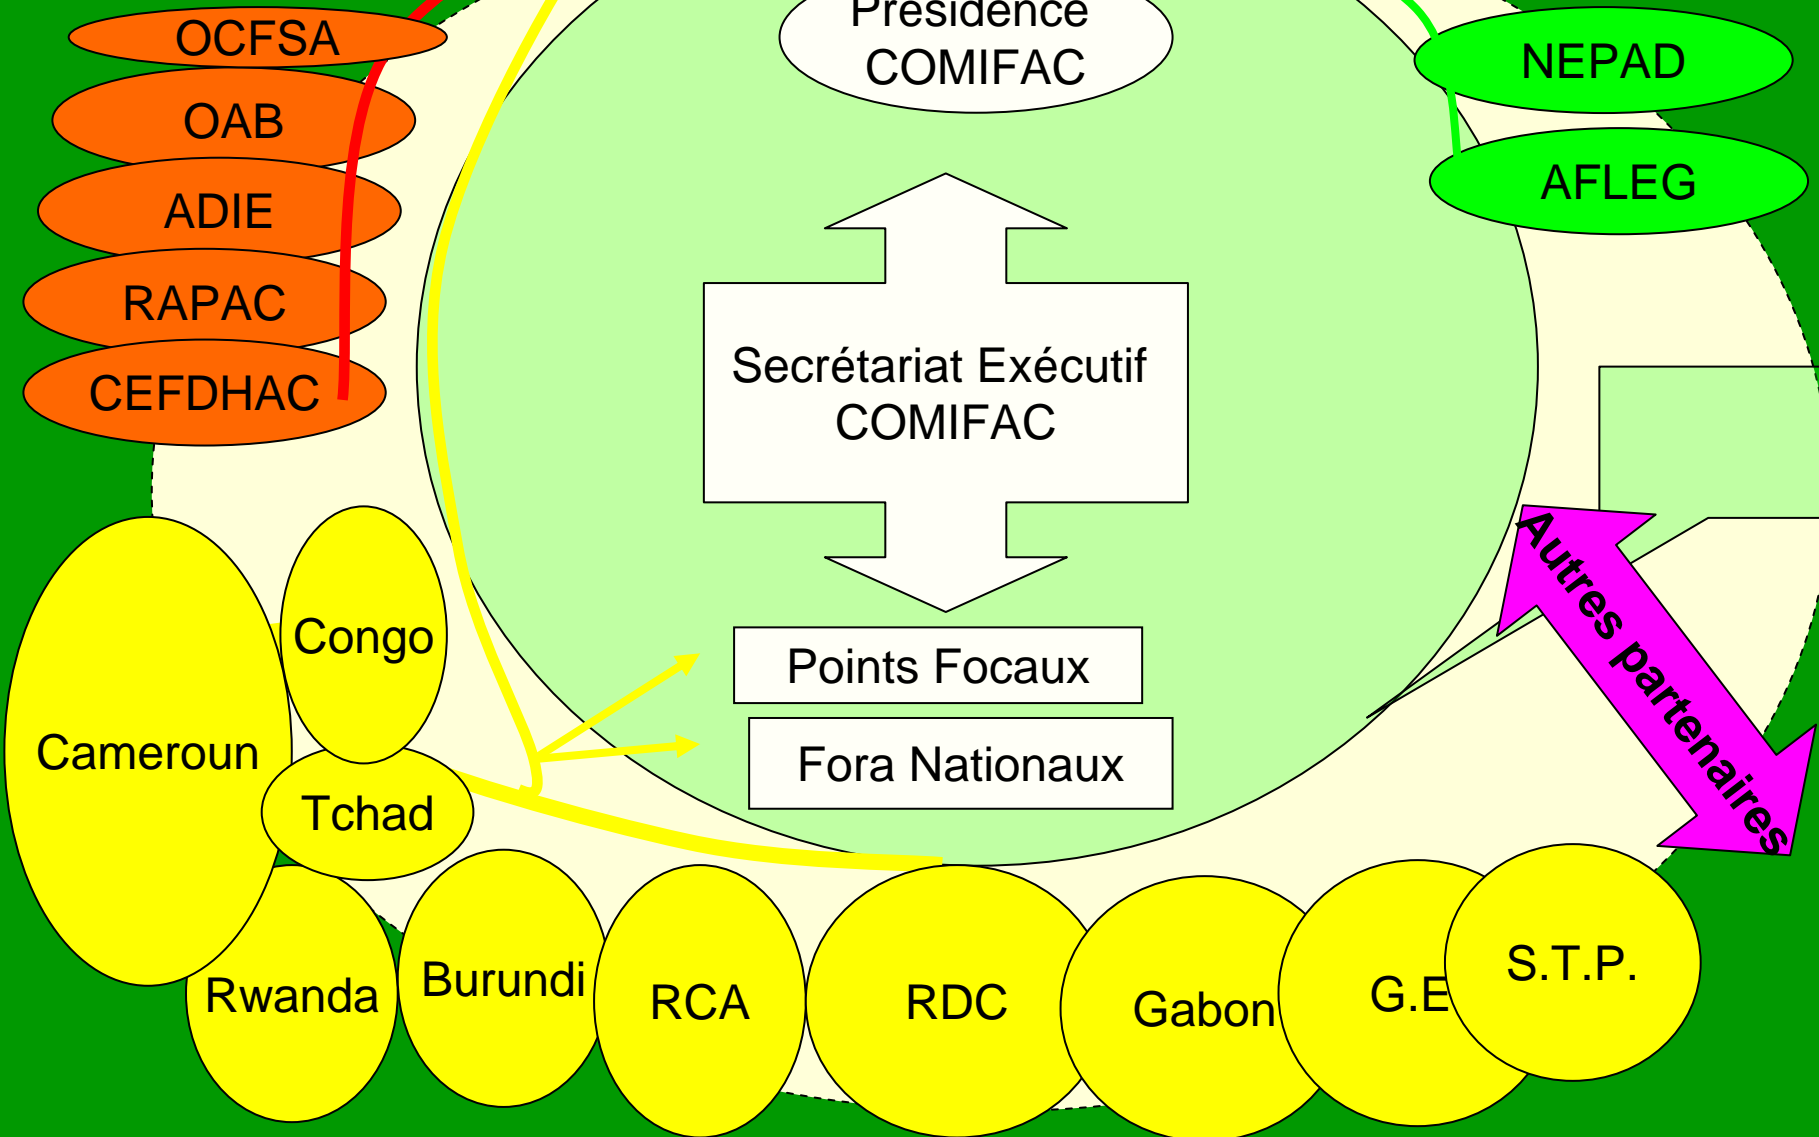 Présidence
COMIFAC
OCFSA
OAB
ADIE
RAPAC
CEFDHAC
NEPAD
AFLEG
Secrétariat Exécutif
COMIFAC
Autres partenaires
Points Focaux
Fora Nationaux
Congo
Cameroun
Tchad
Rwanda
Burundi
RCA
RDC
Gabon
G.E
S.T.P.